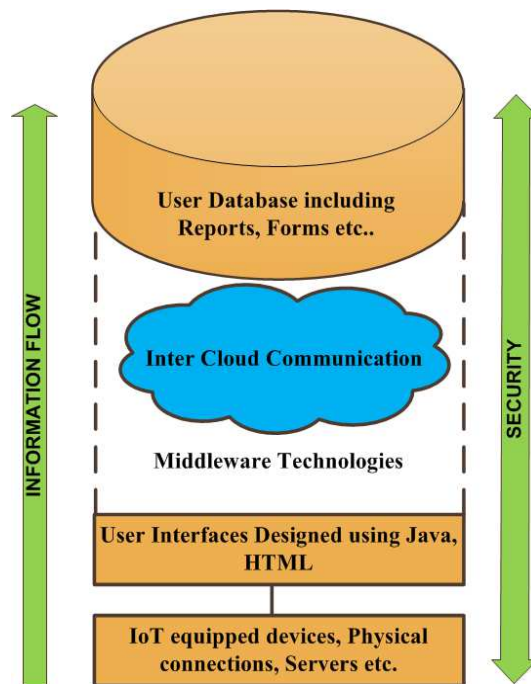 User Database including
Reports, Forms etc..
INFORMATION FLOW
SECURITY
Inter Cloud Communication
Middleware Technologies
User Interfaces Designed using Java,
HTML
IoT equipped devices, Physical
connections, Servers etc.